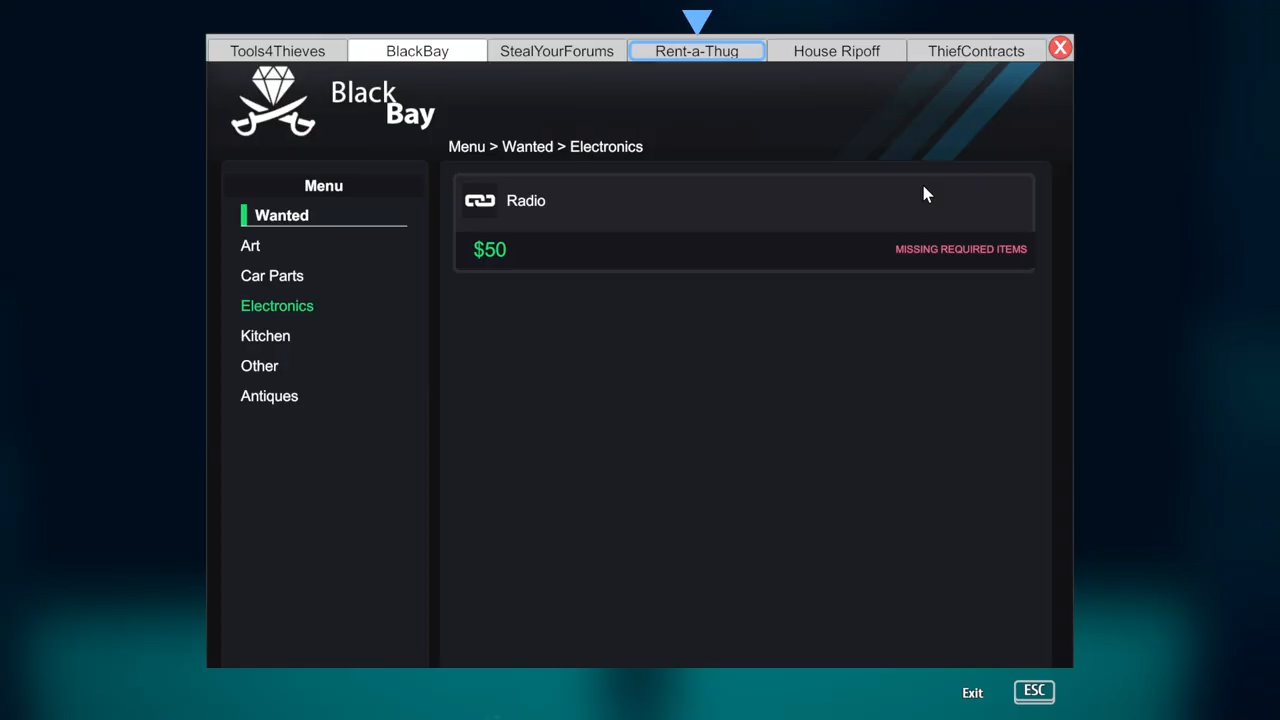 Tools4Thieves
BlackBay
StealYourForums
Rent-a-Thug
House Ripoff
ThiefContracts
X
Black
Bay
Menu > Wanted > Electronics
Menu
Wanted
Art
Car Parts
Electronics
Kitchen
Other
Antiques
Radio
$50
MISSING REQUIRED ITEMS
Exit
ESC